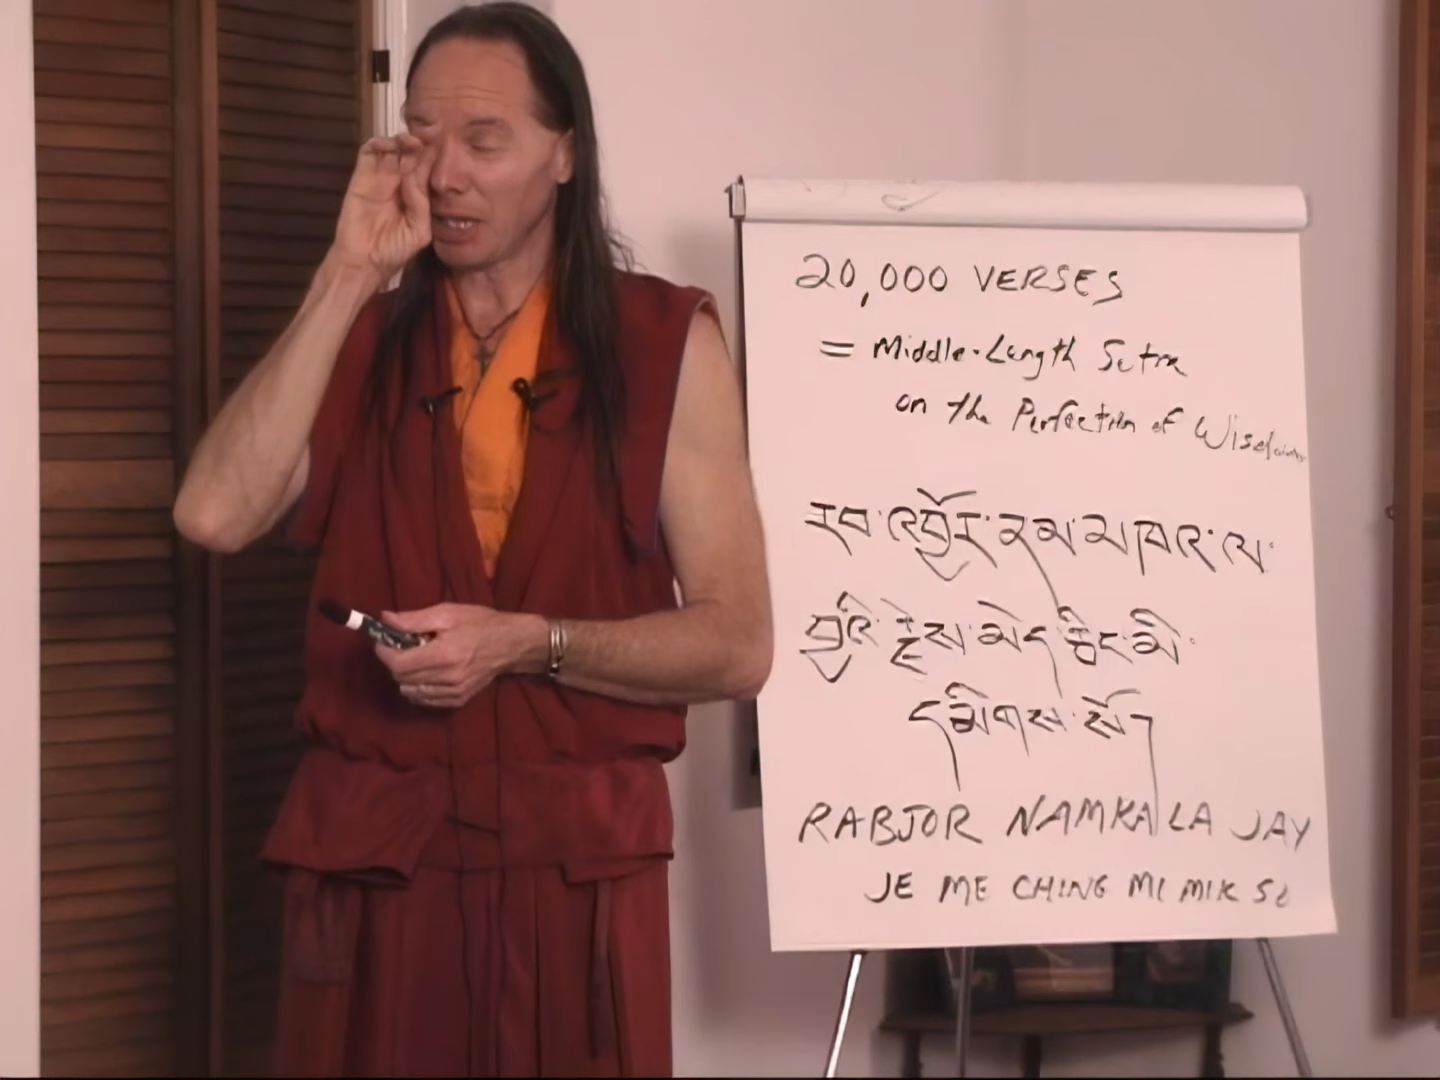 20,000 VERSES
= Middle-Length Sutra
on the Perfection of Wisdom
རབ་འབྱོར་ནམ་མཁའ་ལ་
བྱའི་རྗེས་མེད་ཅིང་མི་
དམིགས་སོ།
RABJOR NAMKA LA JAY
JE ME CHING MI MIK SO